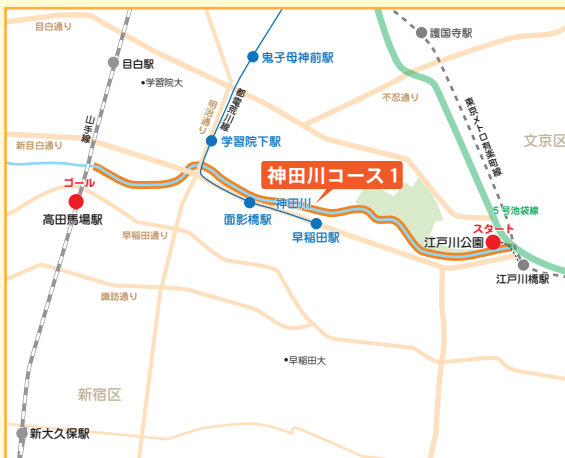 目白通り
護国寺駅
鬼子母神前駅
目白駅
学習院大
不忍通り
都電荒川線
明治通り
山手線
東京メトロ有楽町線
学習院下駅
新目白通り
文京区
神田川コース1
ゴール
神田川
高田馬場駅
面影橋駅
5号池袋線
スタート
早稲田通り
早稲田駅
江戸川公園
江戸川橋駅
諏訪通り
早稲田大
新宿区
新大久保駅